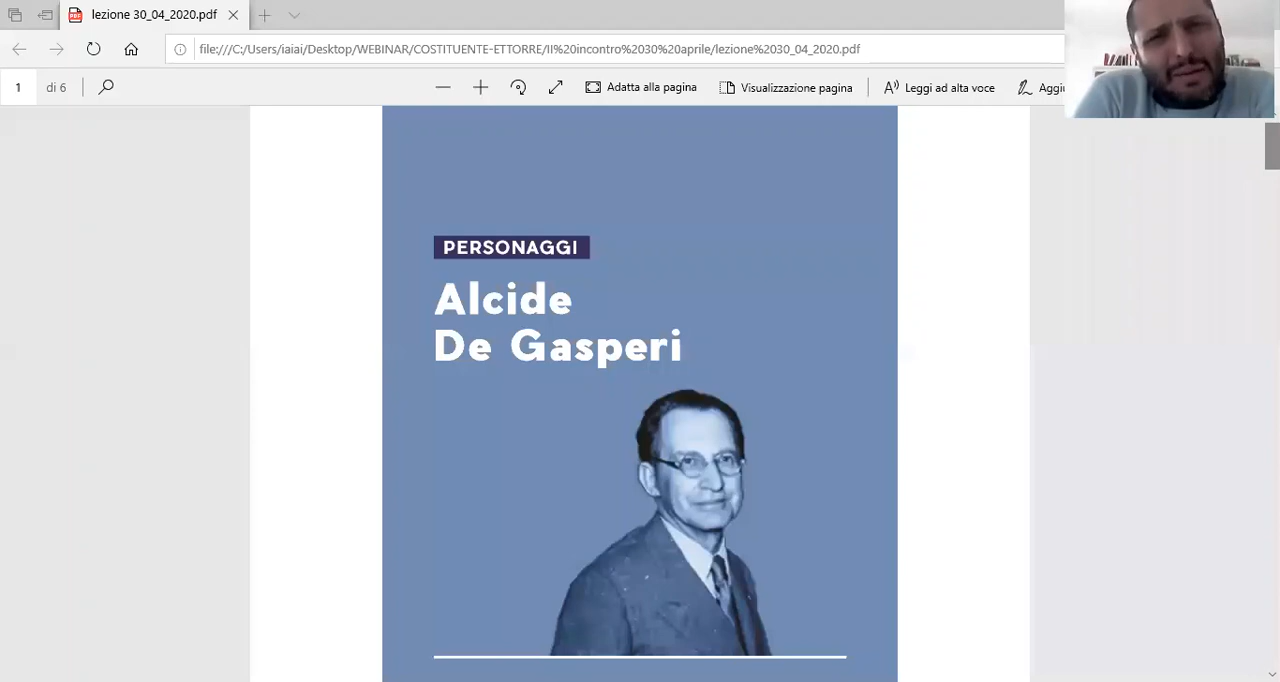 lezione 30_04_2020.pdf
file:///C:/Users/iaiai/Desktop/WEBINAR/COSTITUENTE-ETTORRE/II%20incontro%2030%20aprile/lezione%2030_04_2020.pdf
1 di 6 Adatta alla pagina Visualizzazione pagina Leggi ad alta voce Aggiu
PERSONAGGI
Alcide
De Gasperi